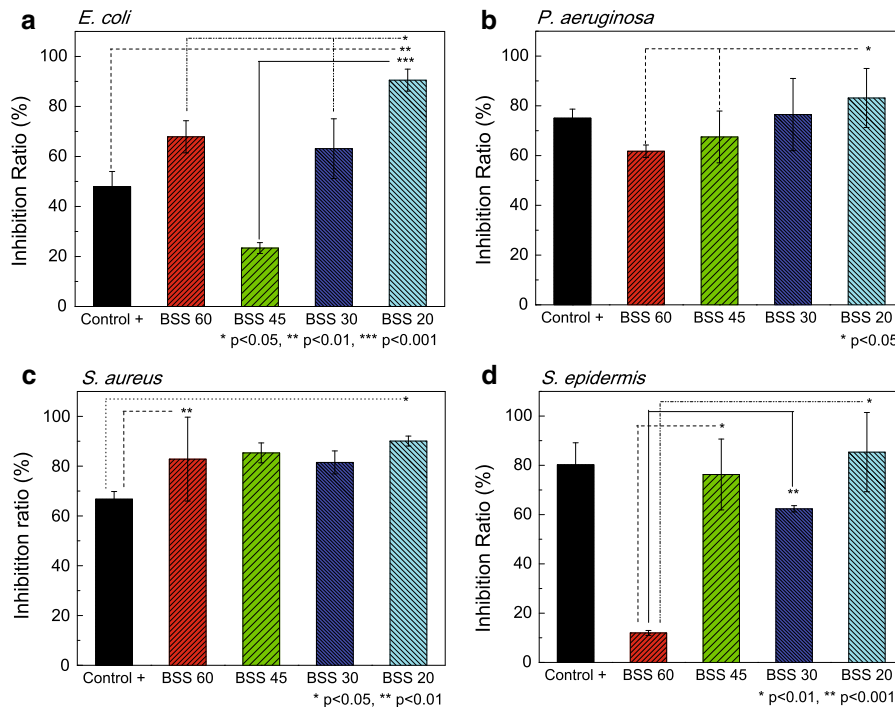 a E. coli
Inhibition Ratio (%)
100
80
60
40
20
0
*
**
***
Control + BSS 60 BSS 45 BSS 30 BSS 20
* p<0.05, ** p<0.01, *** p<0.001
b P. aeruginosa
Inhibition Ratio (%)
100
80
60
40
20
0
*
Control + BSS 60 BSS 45 BSS 30 BSS 20
* p<0.05
c S. aureus
Inhibititon ratio (%)
100
80
60
40
20
0
**
*
Control + BSS 60 BSS 45 BSS 30 BSS 20
* p<0.05, ** p<0.01
d S. epidermis
Inhibition Ratio (%)
100
80
60
40
20
0
*
**
*
Control + BSS 60 BSS 45 BSS 30 BSS 20
* p<0.01, ** p<0.001